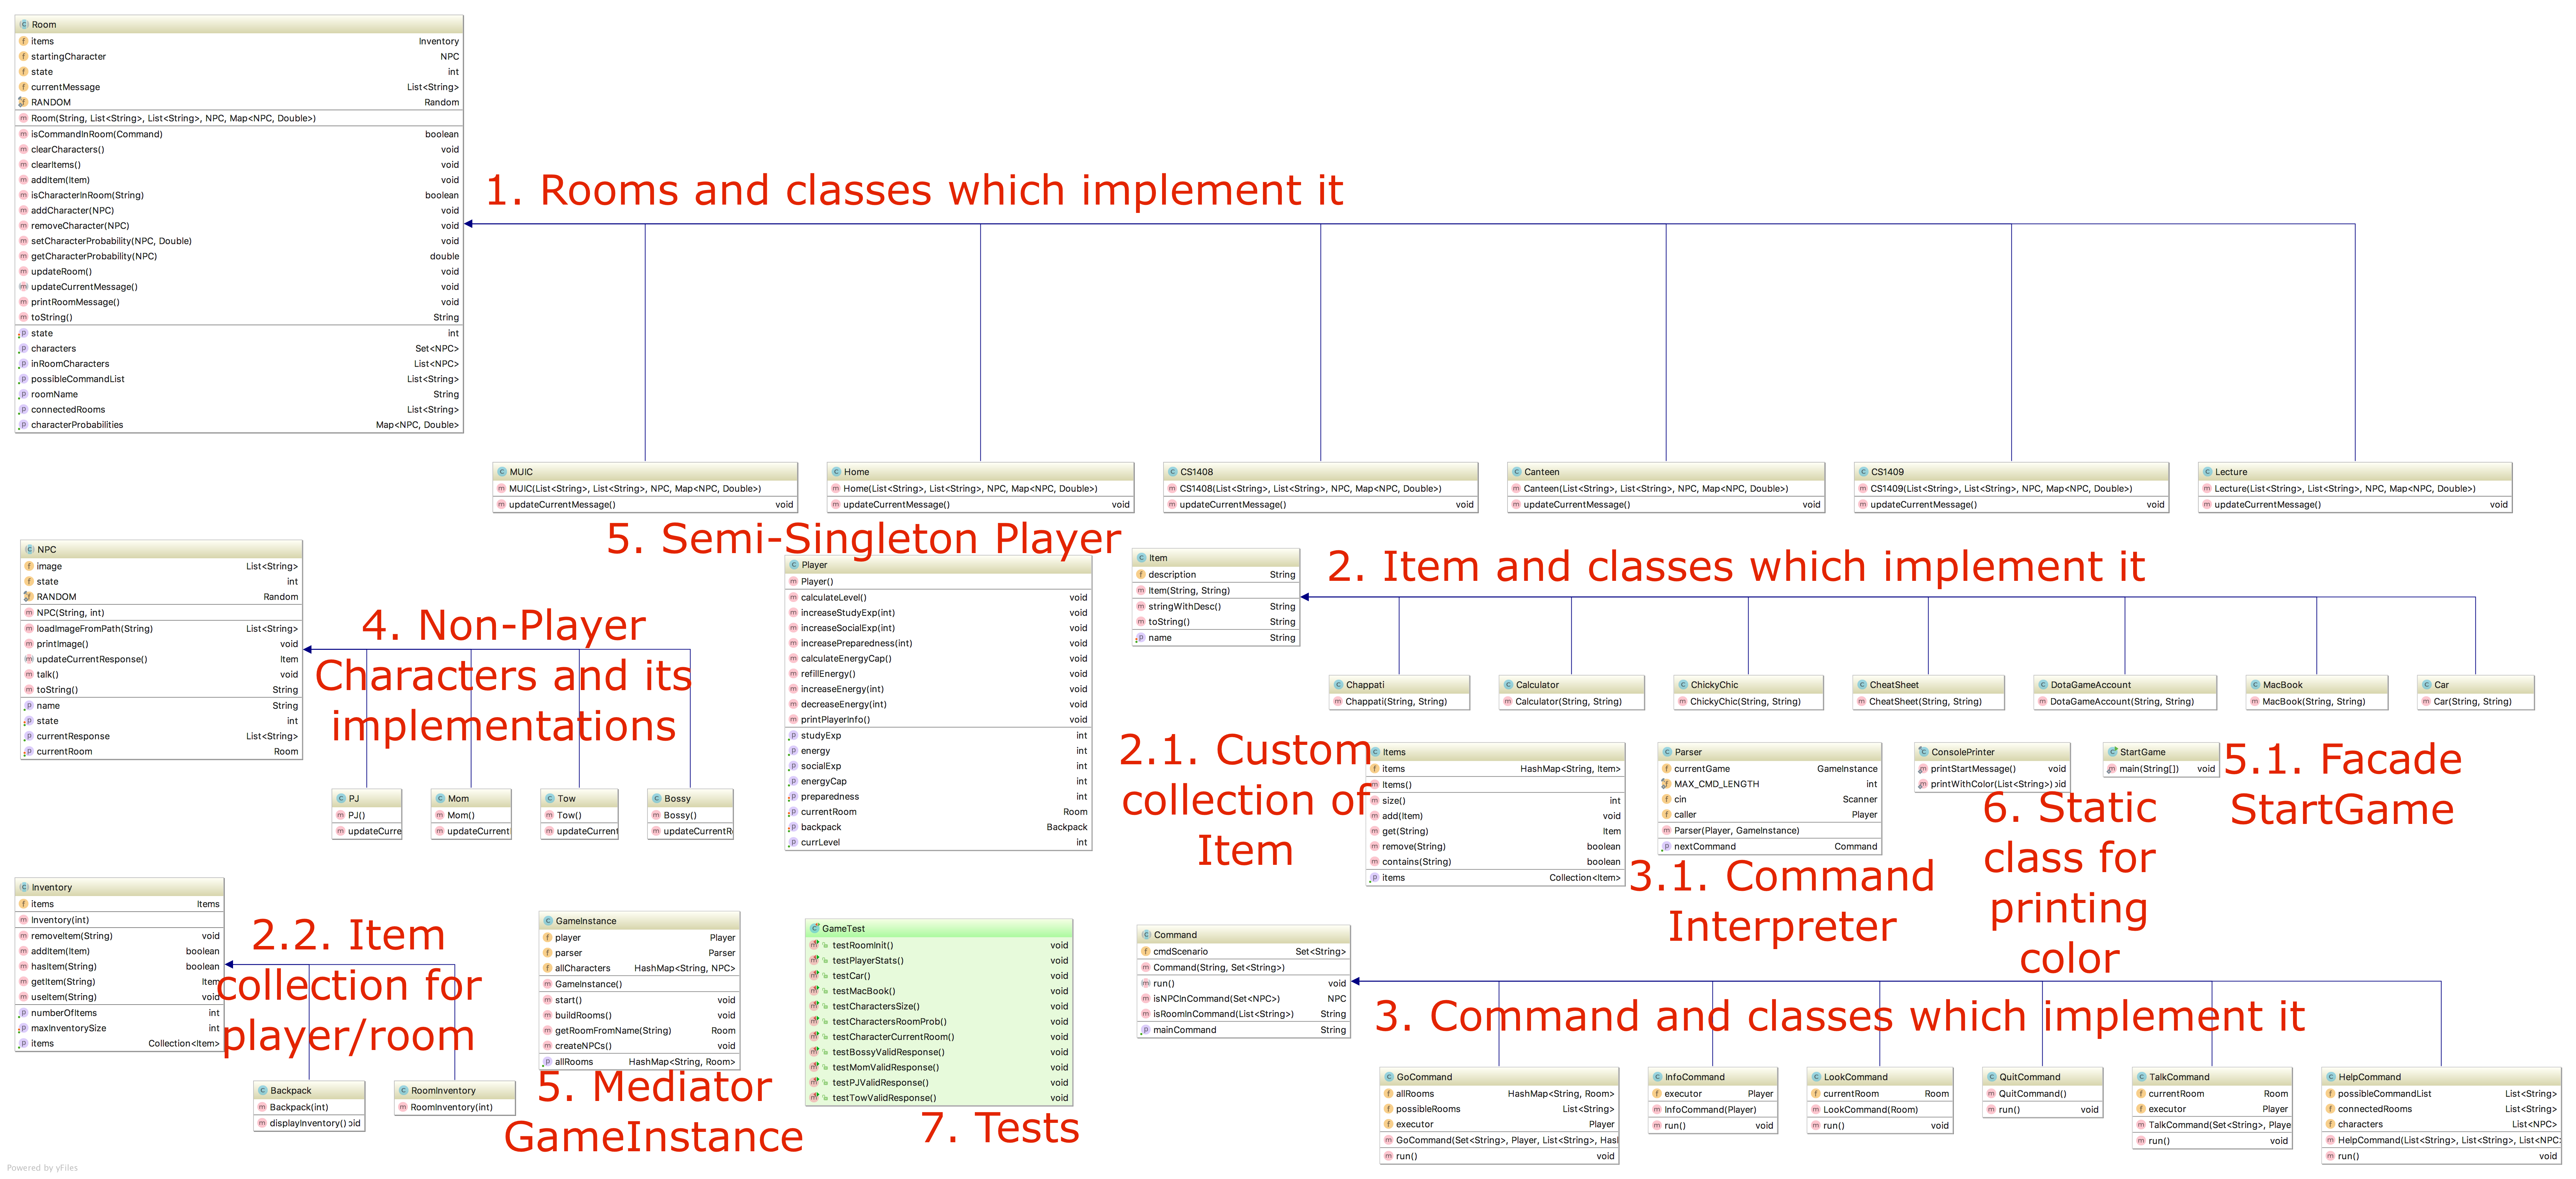 Room
items Inventory
startingCharacter NPC
state int
currentMessage List<String>
RANDOM Random
Room(String, List<String>, List<String>, NPC, Map<NPC, Double>)
isCommandInRoom(Command) boolean
clearCharacters() void
clearItems() void
addItem(Item) void
isCharacterInRoom(String) boolean
addCharacter(NPC) void
removeCharacter(NPC) void
setCharacterProbability(NPC, Double) void
getCharacterProbability(NPC) double
updateRoom() void
updateCurrentMessage() void
printRoomMessage() void
toString() String
state int
characters Set<NPC>
inRoomCharacters List<NPC>
possibleCommandList List<String>
roomName String
connectedRooms List<String>
characterProbabilities Map<NPC, Double>
1. Rooms and classes which implement it
MUIC
MUIC(List<String>, List<String>, NPC, Map<NPC, Double>)
updateCurrentMessage() void
Home
Home(List<String>, List<String>, NPC, Map<NPC, Double>)
updateCurrentMessage() void
CS1408
CS1408(List<String>, List<String>, NPC, Map<NPC, Double>)
updateCurrentMessage() void
Canteen
Canteen(List<String>, List<String>, NPC, Map<NPC, Double>)
updateCurrentMessage() void
CS1409
CS1409(List<String>, List<String>, NPC, Map<NPC, Double>)
updateCurrentMessage() void
Lecture
Lecture(List<String>, List<String>, NPC, Map<NPC, Double>)
updateCurrentMessage() void
NPC
image List<String>
state int
RANDOM Random
NPC(String, int)
loadImageFromPath(String) List<String>
printImage() void
updateCurrentResponse() Item
talk() void
toString() String
name String
state int
currentResponse List<String>
currentRoom Room
4. Non-Player
Characters and its
implementations
PJ
PJ()
updateCurre
Mom
Mom()
updateCurrent
Tow
Tow()
updateCurrent
Bossy
Bossy()
updateCurrentR
5. Semi-Singleton Player
Player
Player()
calculateLevel() void
increaseStudyExp(int) void
increaseSocialExp(int) void
increasePreparedness(int) void
calculateEnergyCap() void
refillEnergy() void
increaseEnergy(int) void
decreaseEnergy(int) void
printPlayerInfo() void
studyExp int
energy int
socialExp int
energyCap int
preparedness int
currentRoom Room
backpack Backpack
currLevel int
Item
description String
Item(String, String)
stringWithDesc() String
toString() String
name String
2. Item and classes which implement it
Chappati
Chappati(String, String)
Calculator
Calculator(String, String)
ChickyChic
ChickyChic(String, String)
CheatSheet
CheatSheet(String, String)
DotaGameAccount
DotaGameAccount(String, String)
MacBook
MacBook(String, String)
Car
Car(String, String)
2.1. Custom
collection of
Item
Items
items HashMap<String, Item>
Items()
size() int
add(Item) void
get(String) Item
remove(String) boolean
contains(String) boolean
items Collection<Item>
Parser
currentGame GameInstance
MAX_CMD_LENGTH int
cin Scanner
caller Player
Parser(Player, GameInstance)
nextCommand Command
3.1. Command
Interpreter
ConsolePrinter
printStartMessage() void
printWithColor(List<String>) oid
6. Static
class for
printing
color
StartGame
main(String[]) void
5.1. Facade
StartGame
Inventory
items Items
Inventory(int)
removeItem(String) void
addItem(Item) boolean
hasItem(String) boolean
getItem(String) Item
useItem(String) void
numberOfItems int
maxInventorySize int
items Collection<Item>
2.2. Item
collection for
player/room
Backpack
Backpack(int)
displayInventory() oid
RoomInventory
RoomInventory(int)
GameInstance
player Player
parser Parser
allCharacters HashMap<String, NPC>
GameInstance()
start() void
buildRooms() void
getRoomFromName(String) Room
createNPCs() void
allRooms HashMap<String, Room>
5. Mediator
GameInstance
GameTest
testRoomInit() void
testPlayerStats() void
testCar() void
testMacBook() void
testCharactersSize() void
testCharactersRoomProb() void
testCharacterCurrentRoom() void
testBossyValidResponse() void
testMomValidResponse() void
testPJValidResponse() void
testTowValidResponse() void
7. Tests
Command
cmdScenario Set<String>
Command(String, Set<String>)
run() void
isNPCInCommand(Set<NPC>) NPC
isRoomInCommand(List<String>) String
mainCommand String
3. Command and classes which implement it
GoCommand
allRooms HashMap<String, Room>
possibleRooms List<String>
executor Player
GoCommand(Set<String>, Player, List<String>, Has
run() void
InfoCommand
executor Player
InfoCommand(Player)
run() void
LookCommand
currentRoom Room
LookCommand(Room)
run() void
QuitCommand
QuitCommand()
run() void
TalkCommand
currentRoom Room
executor Player
TalkCommand(Set<String>, Playe
run() void
HelpCommand
possibleCommandList List<String>
connectedRooms List<String>
characters List<NPC>
HelpCommand(List<String>, List<String>, List<NPC
run() void
Powered by yFiles